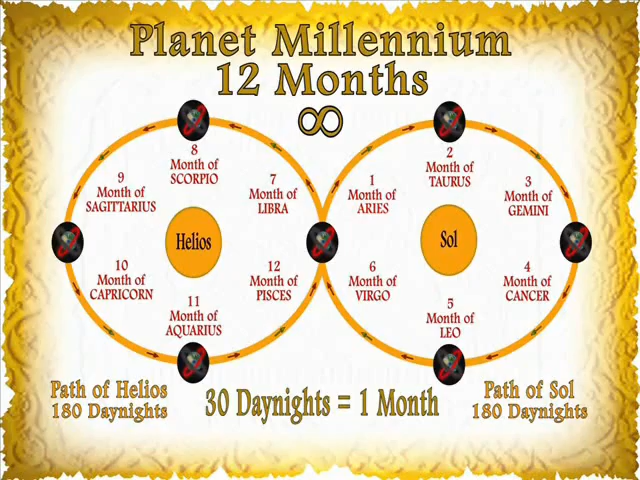 Planet Millennium
12 Months
∞
8
Month of
SCORPIO
9
Month of
SAGITTARIUS
7
Month of
LIBRA
Helios
10
Month of
CAPRICORN
12
Month of
PISCES
11
Month of
AQUARIUS
2
Month of
TAURUS
1
Month of
ARIES
3
Month of
GEMINI
Sol
6
Month of
VIRGO
4
Month of
CANCER
5
Month of
LEO
Path of Helios
180 Daynights
30 Daynights = 1 Month
Path of Sol
180 Daynights